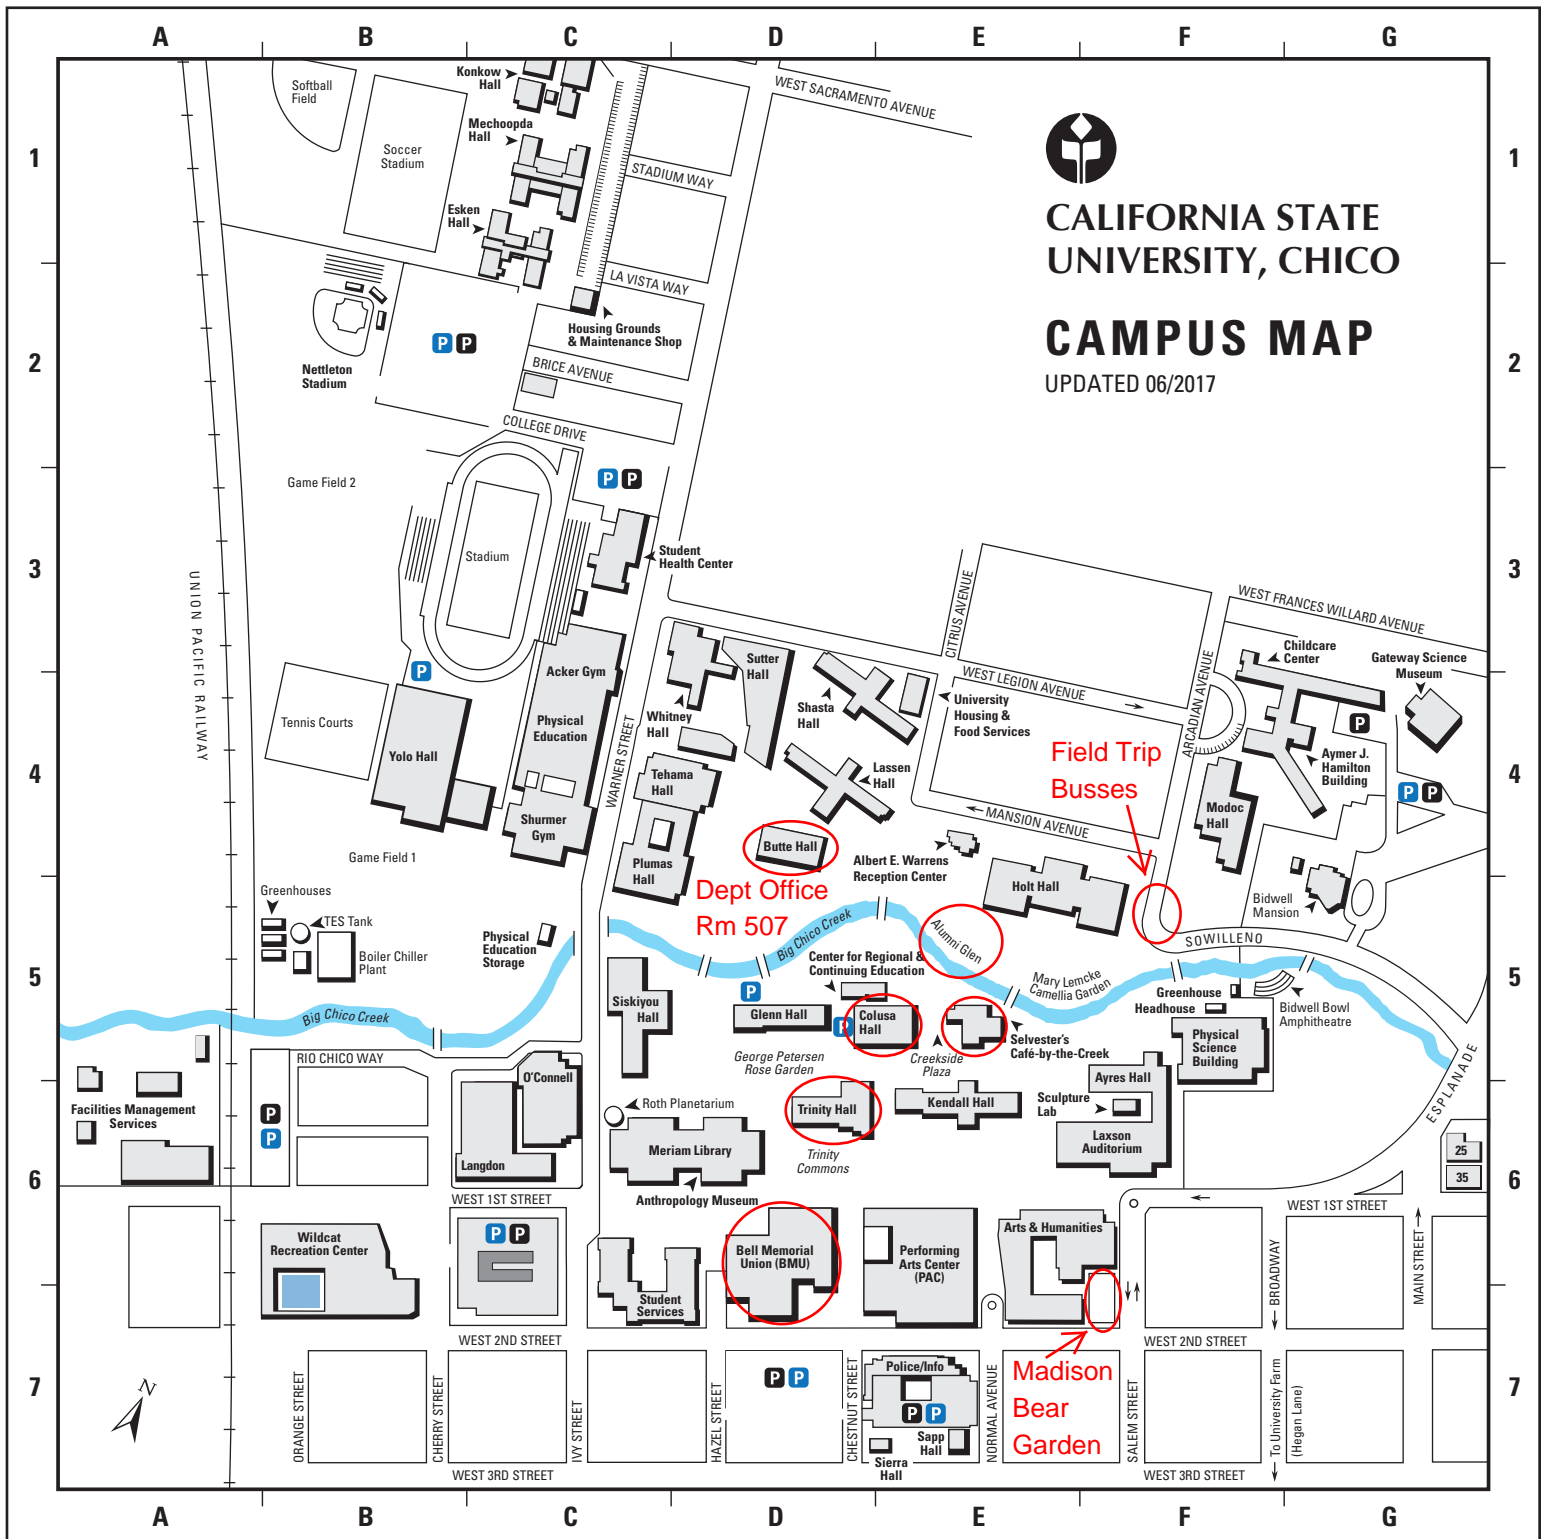 A B C D E F G
1
2
3
4
5
6
7
1
2
3
4
5
6
7
CALIFORNIA STATE
UNIVERSITY, CHICO
CAMPUS MAP
UPDATED 06/2017
Softball
Field
Soccer
Stadium
Konkow
Hall
Mechoopda
Hall
Esken
Hall
WEST SACRAMENTO AVENUE
STADIUM WAY
LA VISTA WAY
Housing Grounds
& Maintenance Shop
Nettleton
Stadium
P P
BRICE AVENUE
COLLEGE DRIVE
Game Field 2
P P
Stadium
Student
Health Center
UNION PACIFIC RAILWAY
CITRUS AVENUE
WEST FRANCES WILLARD AVENUE
Childcare
Center
Gateway Science
Museum
P
Acker Gym
Physical
Education
Shurmer
Gym
Tennis Courts
Yolo Hall
WARNER STREET
Whitney
Hall
Sutter
Hall
Shasta
Hall
University
Housing &
Food Services
WEST LEGION AVENUE
ARCADIAN AVENUE
P
Aymer J.
Hamilton
Building
Tehama
Hall
Lassen
Hall
Field Trip
Busses
Modoc
Hall
P P
MANSION AVENUE
Plumas
Hall
Butte Hall
Albert E. Warrens
Reception Center
Holt Hall
Game Field 1
Dept Office
Rm 507
Bidwell
Mansion
Greenhouses
TES Tank
Boiler Chiller
Plant
Physical
Education
Storage
Big Chico Creek
Alumni Glen
SOWILLENO
Center for Regional &
Continuing Education
Mary Lemcke
Camellia Garden
Greenhouse
Headhouse
Bidwell Bowl
Amphitheatre
Siskiyou
Hall
P
Glenn Hall
P
Colusa
Hall
Selvester's
Café-by-the-Creek
Creekside
Plaza
Physical
Science
Building
Big Chico Creek
George Petersen
Rose Garden
RIO CHICO WAY
O'Connell
Ayres Hall
ESPLANADE
Facilities Management
Services
P
P
Roth Planetarium
Trinity Hall
Kendall Hall
Sculpture
Lab
Laxson
Auditorium
Langdon
Meriam Library
Trinity
Commons
Anthropology Museum
25
35
WEST 1ST STREET
WEST 1ST STREET
Wildcat
Recreation Center
P P
Bell Memorial
Union (BMU)
Performing
Arts Center
(PAC)
Arts & Humanities
Student
Services
BROADWAY
MAIN STREET
WEST 2ND STREET
WEST 2ND STREET
N
ORANGE STREET
CHERRY STREET
IVY STREET
HAZEL STREET
P P
CHESTNUT STREET
Police/Info
P P
Sierra
Hall
Sapp
Hall
NORMAL AVENUE
Madison
Bear
Garden
SALEM STREET
To University Farm
(Hegan Lane)
WEST 3RD STREET
WEST 3RD STREET
A B C D E F G